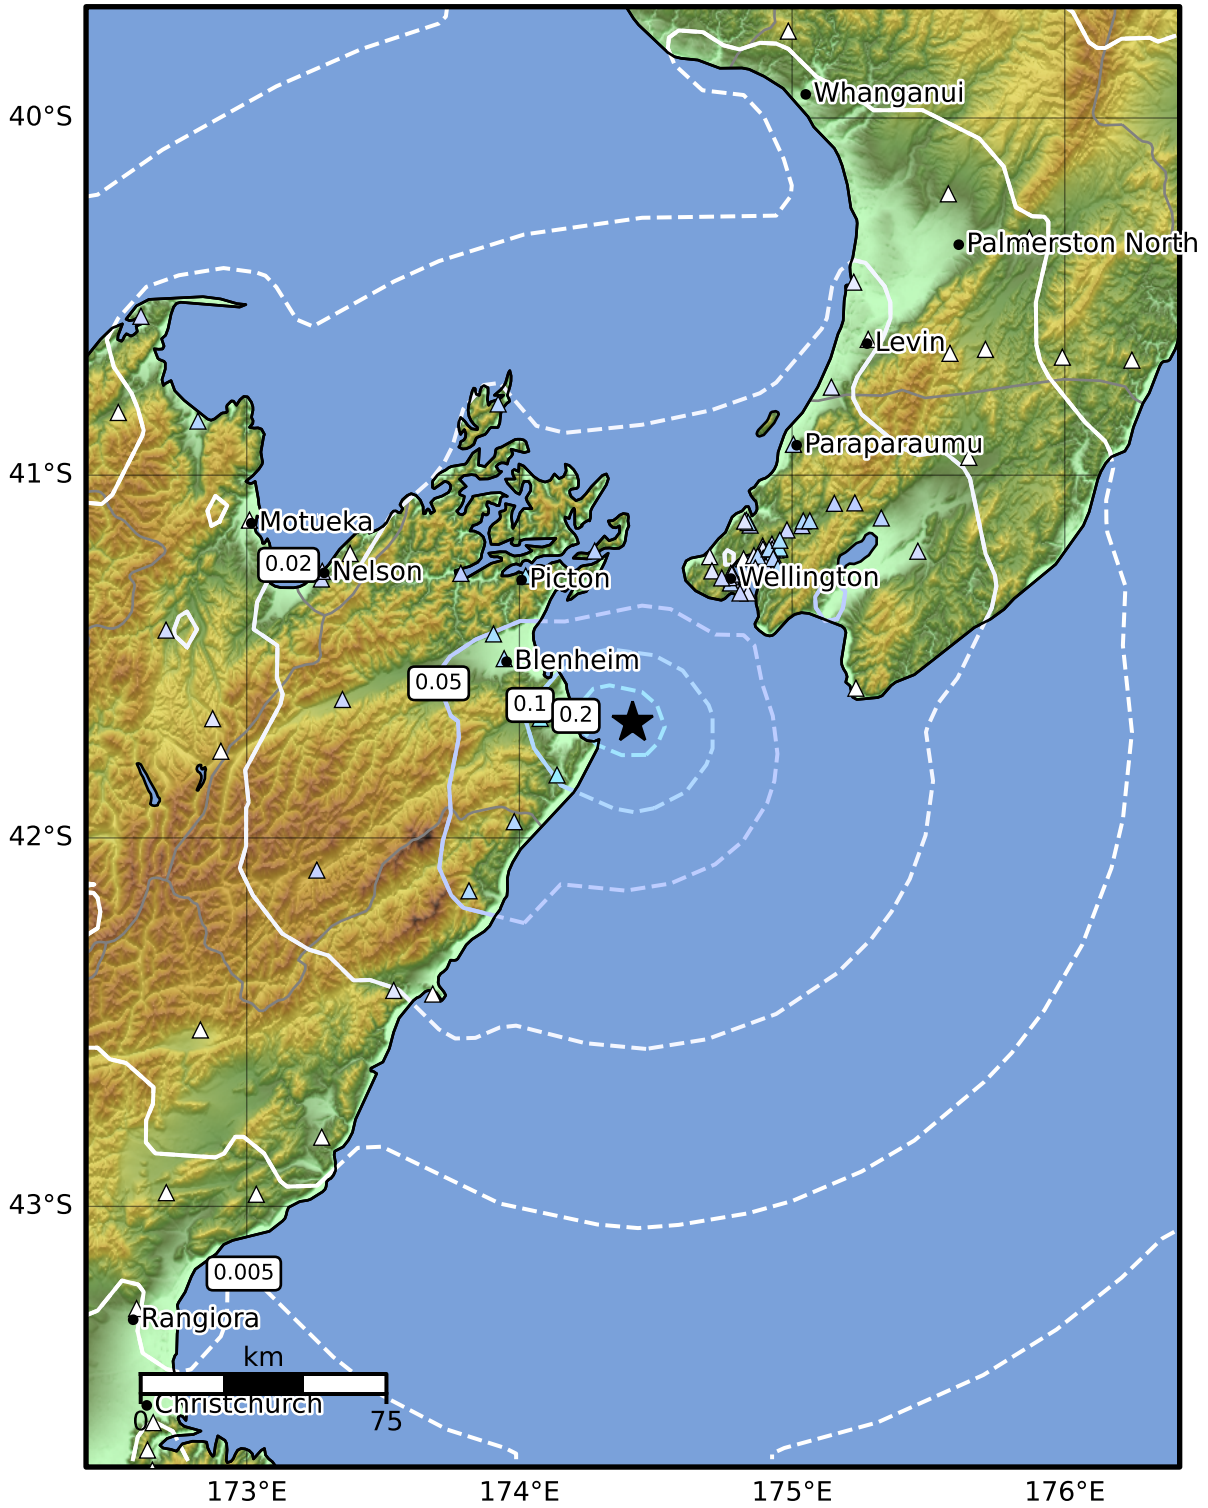 Whanganui
40°S
Palmerston North
Levin
Paraparaumu
41°S
Motueka
0.02
Nelson
Picton
Wellington
Blenheim
0.05
0.1
0.2
42°S
43°S
0.005
Rangiora
km
Christchurch
0
75
173°E
174°E
175°E
176°E